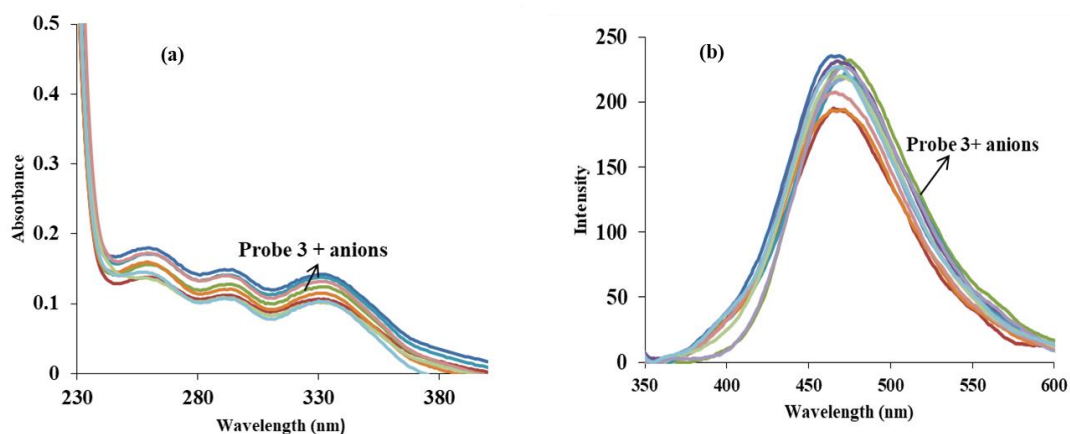 (a)
0.5
0.4
0.3
0.2
0.1
0
Absorbance
Probe 3 + anions
230
280
330
380
Wavelength (nm)
(b)
250
200
150
100
50
0
Intensity
Probe 3+ anions
350
400
450
500
550
600
Wavelength (nm)